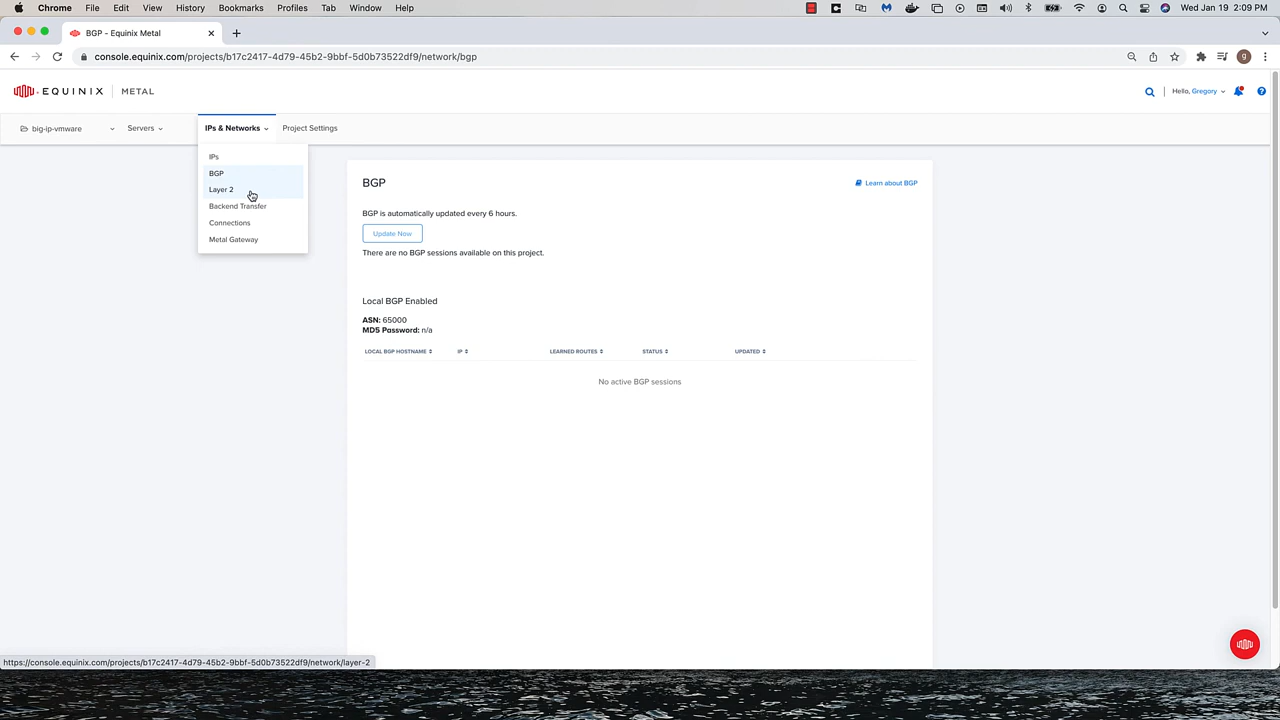 Chrome File Edit View History Bookmarks Profiles Tab Window Help Wed Jan 19 2:09 PM
BGP - Equinix Metal
console.equinix.com/projects/b17c2417-4d79-45b2-9bbf-5d0b73522df9/network/bgp
g
EQUINIX METAL
Hello, Gregory
big-ip-vmware Servers IPs & Networks Project Settings
IPs
BGP
Layer 2
Backend Transfer
Connections
Metal Gateway
BGP
Learn about BGP
BGP is automatically updated every 6 hours.
Update Now
There are no BGP sessions available on this project.
Local BGP Enabled
ASN: 65000
MD5 Password: n/a
LOCAL BGP HOSTNAME IP LEARNED ROUTES STATUS UPDATED
No active BGP sessions
https://console.equinix.com/projects/b17c2417-4d79-45b2-9bbf-5d0b73522df9/network/layer-2